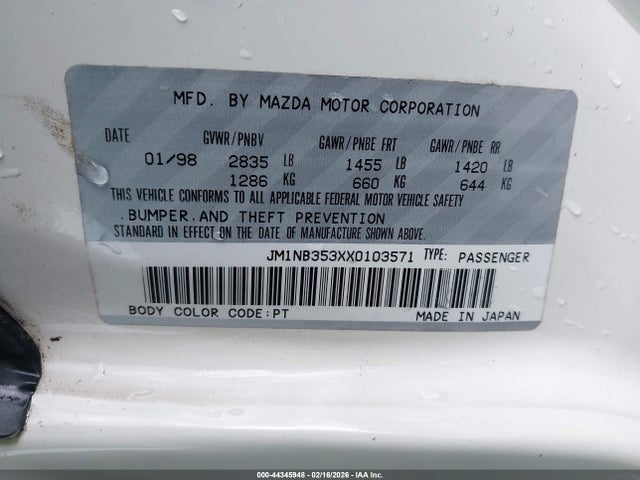 MFD. BY MAZDA MOTOR CORPORATION
DATE GVWR/PNBV GAWR/PNBE FRT GAWR/PNBE RR
01/98 2835 LB 1455 LB 1420 LB
1286 KG 660 KG 644 KG
THIS VEHICLE CONFORMS TO ALL APPLICABLE FEDERAL MOTOR VEHICLE SAFETY
,BUMPER,AND THEFT PREVENTION
STANDARD IN EFFECT ON THE DATE OF MANUFACTURE SHOWN ABOVE.
JM1NB353XX0103571 TYPE: PASSENGER
BODY COLOR CODE:PT MADE IN JAPAN
000-44345948 - 02/16/2026 - IAA Inc.